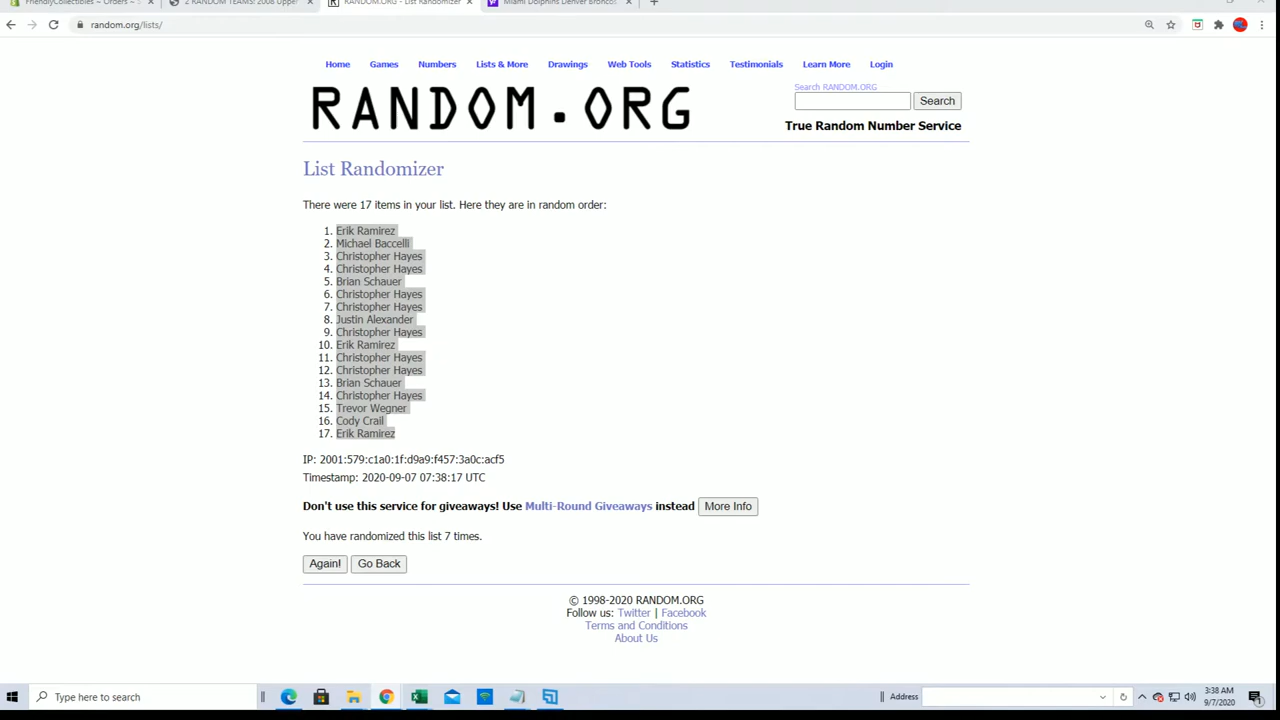 FriendlyCollectibles ~ Orders ~ S
2 RANDOM TEAMS: 2008 Upper
RANDOM.ORG - List Randomizer
Miami Dolphins Denver Broncos
random.org/lists/
Home Games Numbers Lists & More Drawings Web Tools Statistics Testimonials Learn More Login
Search RANDOM.ORG
RANDOM.ORG
Search
True Random Number Service
List Randomizer
There were 17 items in your list. Here they are in random order:
1. Erik Ramirez
2. Michael Baccelli
3. Christopher Hayes
4. Christopher Hayes
5. Brian Schauer
6. Christopher Hayes
7. Christopher Hayes
8. Justin Alexander
9. Christopher Hayes
10. Erik Ramirez
11. Christopher Hayes
12. Christopher Hayes
13. Brian Schauer
14. Christopher Hayes
15. Trevor Wegner
16. Cody Crail
17. Erik Ramirez
IP: 2001:579:c1a0:1f:d9a9:f457:3a0c:acf5
Timestamp: 2020-09-07 07:38:17 UTC
Don't use this service for giveaways! Use Multi-Round Giveaways instead More Info
You have randomized this list 7 times.
Again! Go Back
© 1998-2020 RANDOM.ORG
Follow us: Twitter | Facebook
Terms and Conditions
About Us
Type here to search
Address
3:38 AM
9/7/2020